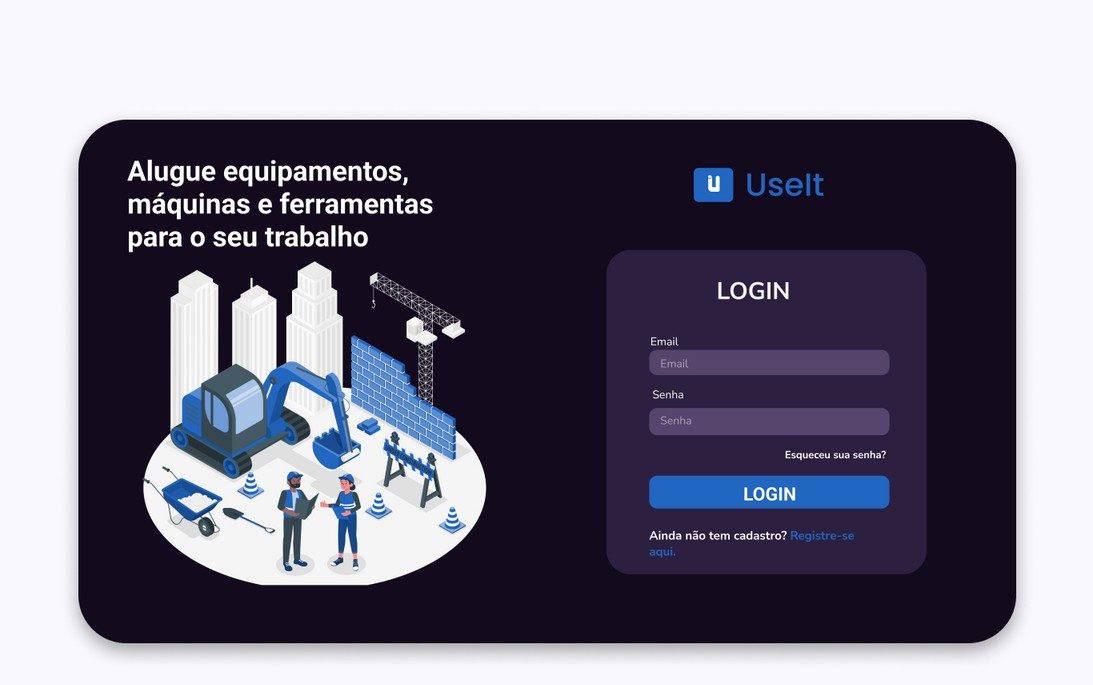 Alugue equipamentos,
máquinas e ferramentas
para o seu trabalho
UseIt
LOGIN
Email
Email
Senha
Senha
Esqueceu sua senha?
LOGIN
Ainda não tem cadastro? Registre-se
aqui.